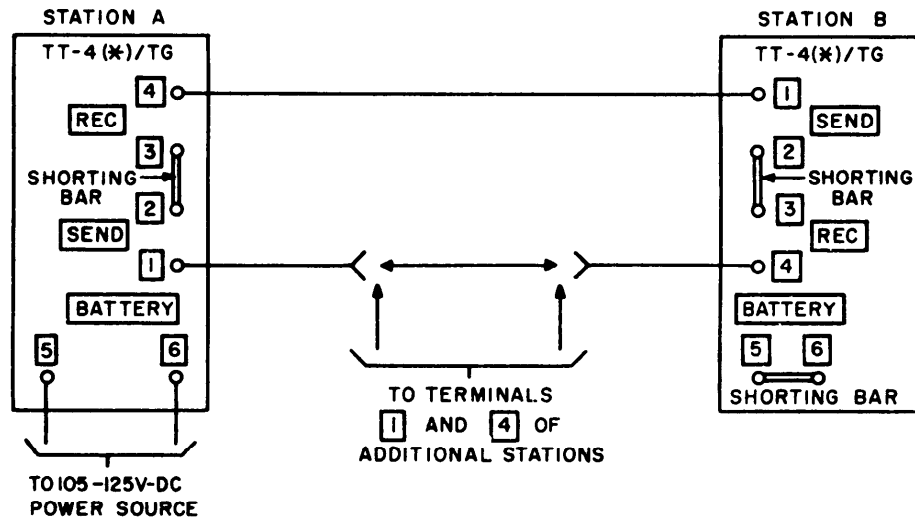 STATION A
TT-4(*)/TG
4
REC
3
SHORTING
BAR
2
SEND
1
BATTERY
5 6
TO 105-125V-DC
POWER SOURCE
TO TERMINALS
1 AND 4 OF
ADDITIONAL STATIONS
STATION B
TT-4(*)/TG
1
SEND
2
SHORTING
BAR
3
REC
4
BATTERY
5 6
SHORTING BAR